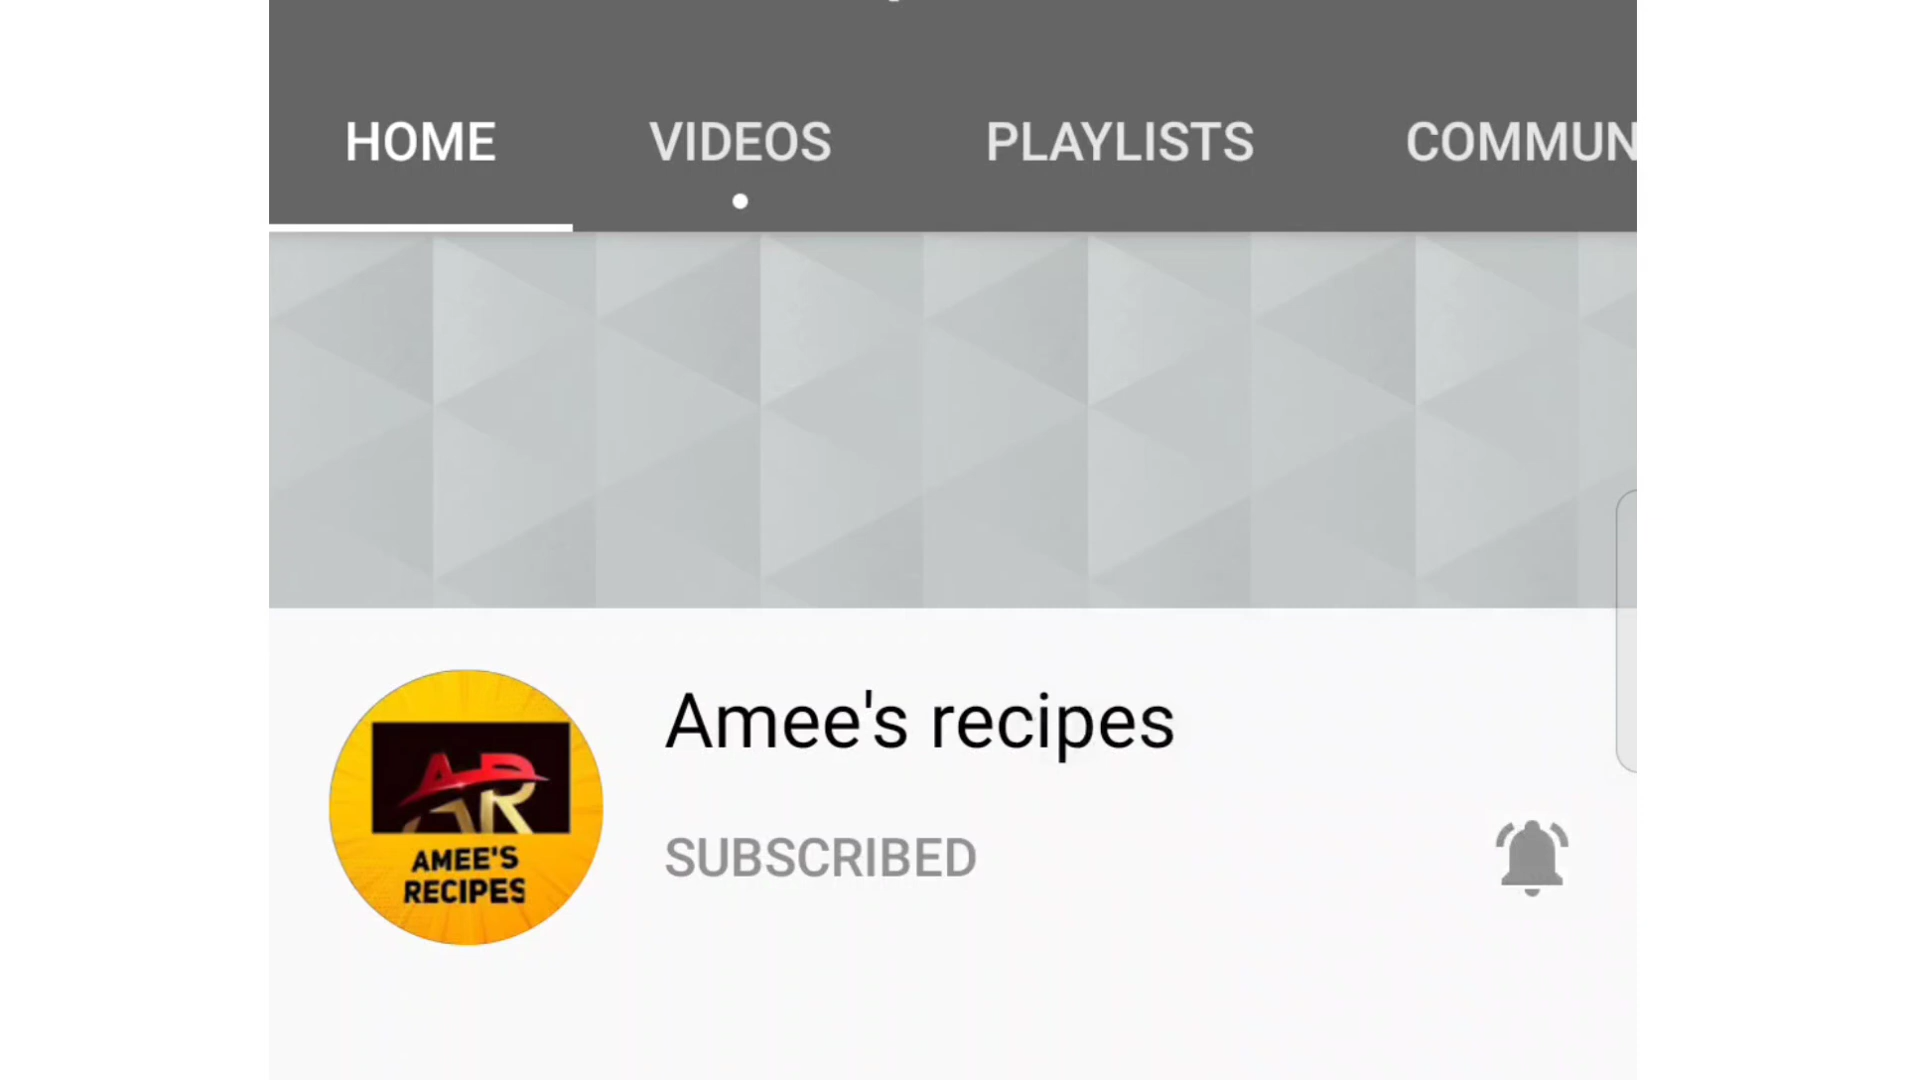 HOME VIDEOS PLAYLISTS COMMUN
Amee's recipes
SUBSCRIBED
AR
AMEE'S
RECIPES